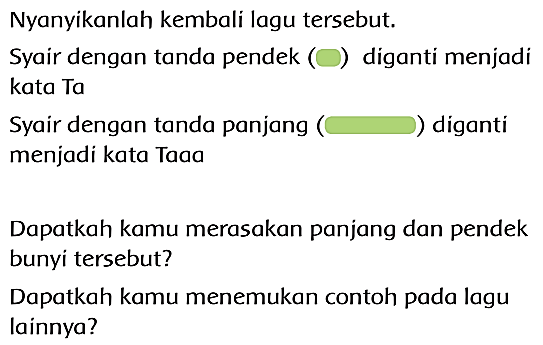 Nyanyikanlah kembali lagu tersebut.
Syair dengan tanda pendek ( ) diganti menjadi
kata Ta
Syair dengan tanda panjang ( ) diganti
menjadi kata Taaa
Dapatkah kamu merasakan panjang dan pendek
bunyi tersebut?
Dapatkah kamu menemukan contoh pada lagu
lainnya?